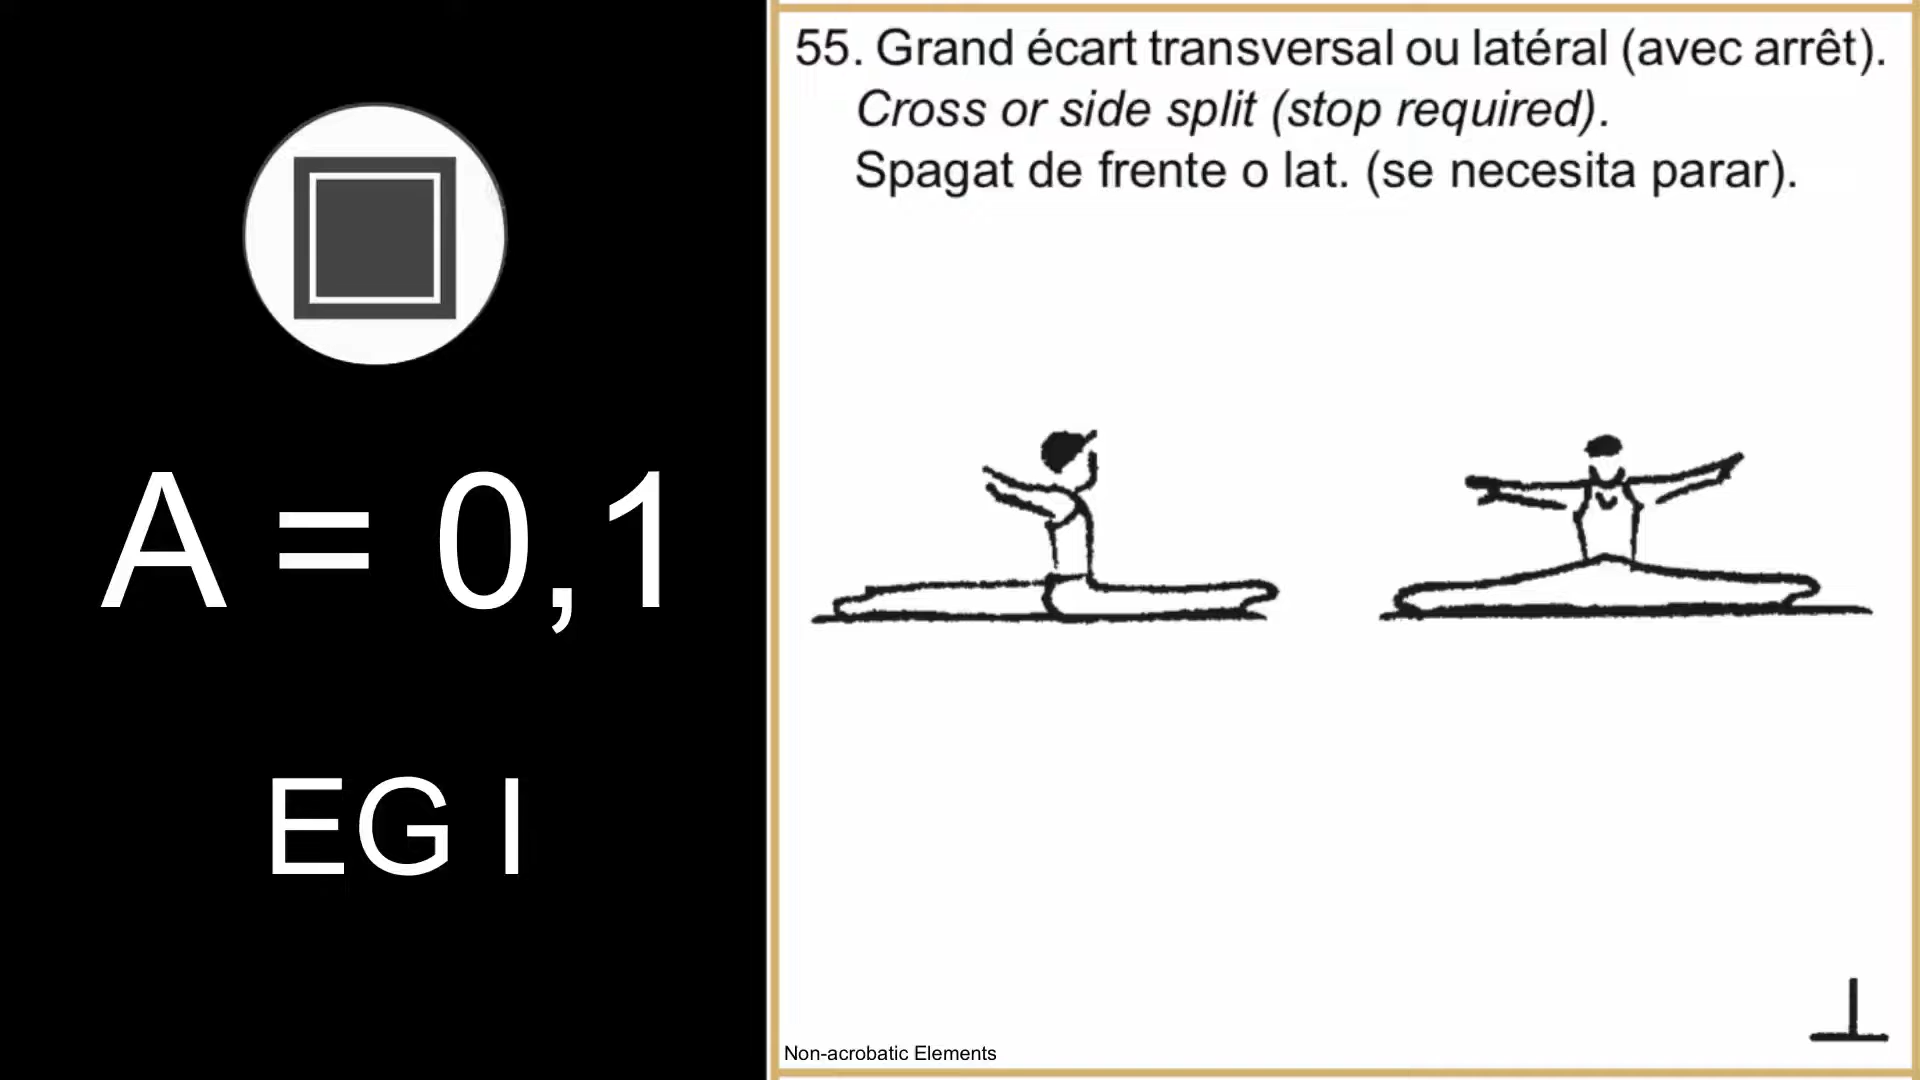 A = 0,1
EG I
55. Grand écart transversal ou latéral (avec arrêt).
Cross or side split (stop required).
Spagat de frente o lat. (se necesita parar).
Non-acrobatic Elements